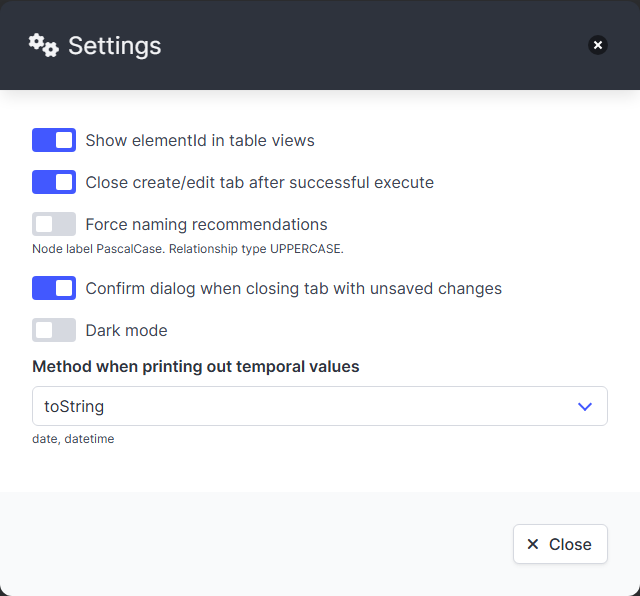 Settings
Show elementId in table views
Close create/edit tab after successful execute
Force naming recommendations
Node label PascalCase. Relationship type UPPERCASE.
Confirm dialog when closing tab with unsaved changes
Dark mode
Method when printing out temporal values
toString
date, datetime
Close